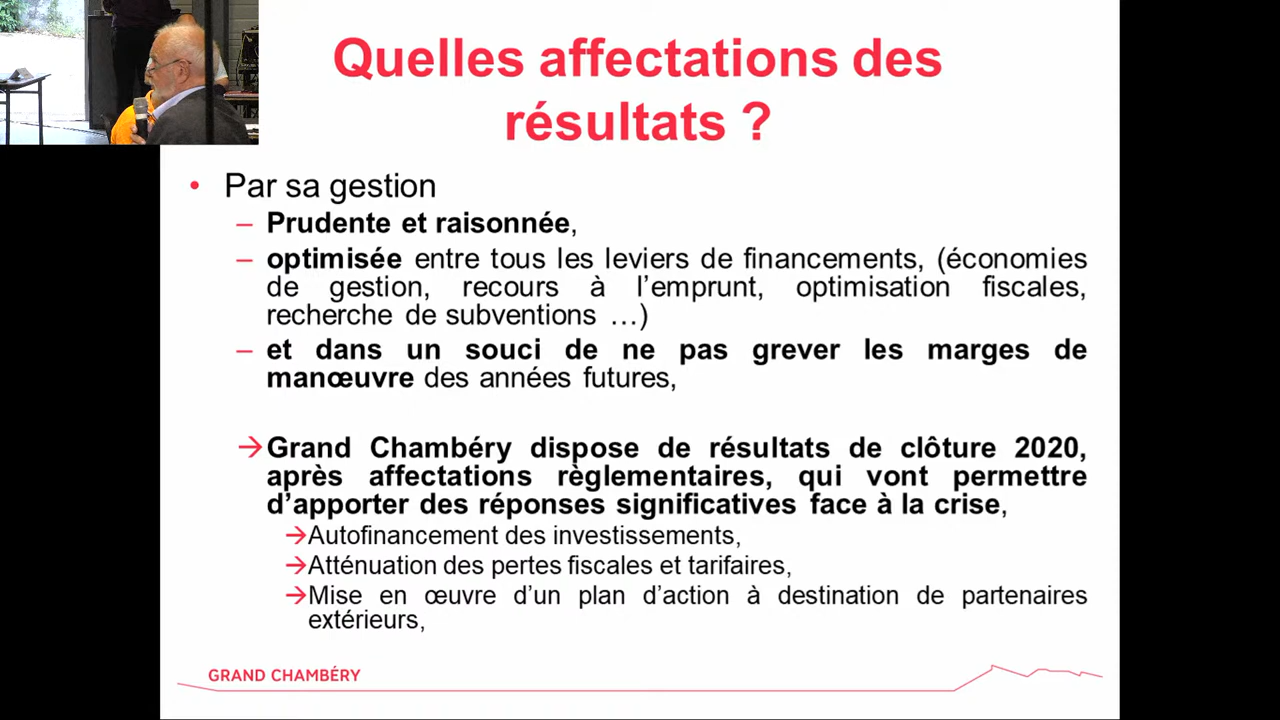 Quelles affectations des
résultats ?
• Par sa gestion
– Prudente et raisonnée,
– optimisée entre tous les leviers de financements, (économies
de gestion, recours à l’emprunt, optimisation fiscales,
recherche de subventions …)
– et dans un souci de ne pas grever les marges de
manœuvre des années futures,
→Grand Chambéry dispose de résultats de clôture 2020,
après affectations règlementaires, qui vont permettre
d’apporter des réponses significatives face à la crise,
→Autofinancement des investissements,
→Atténuation des pertes fiscales et tarifaires,
→Mise en œuvre d’un plan d’action à destination de partenaires
extérieurs,
GRAND CHAMBÉRY